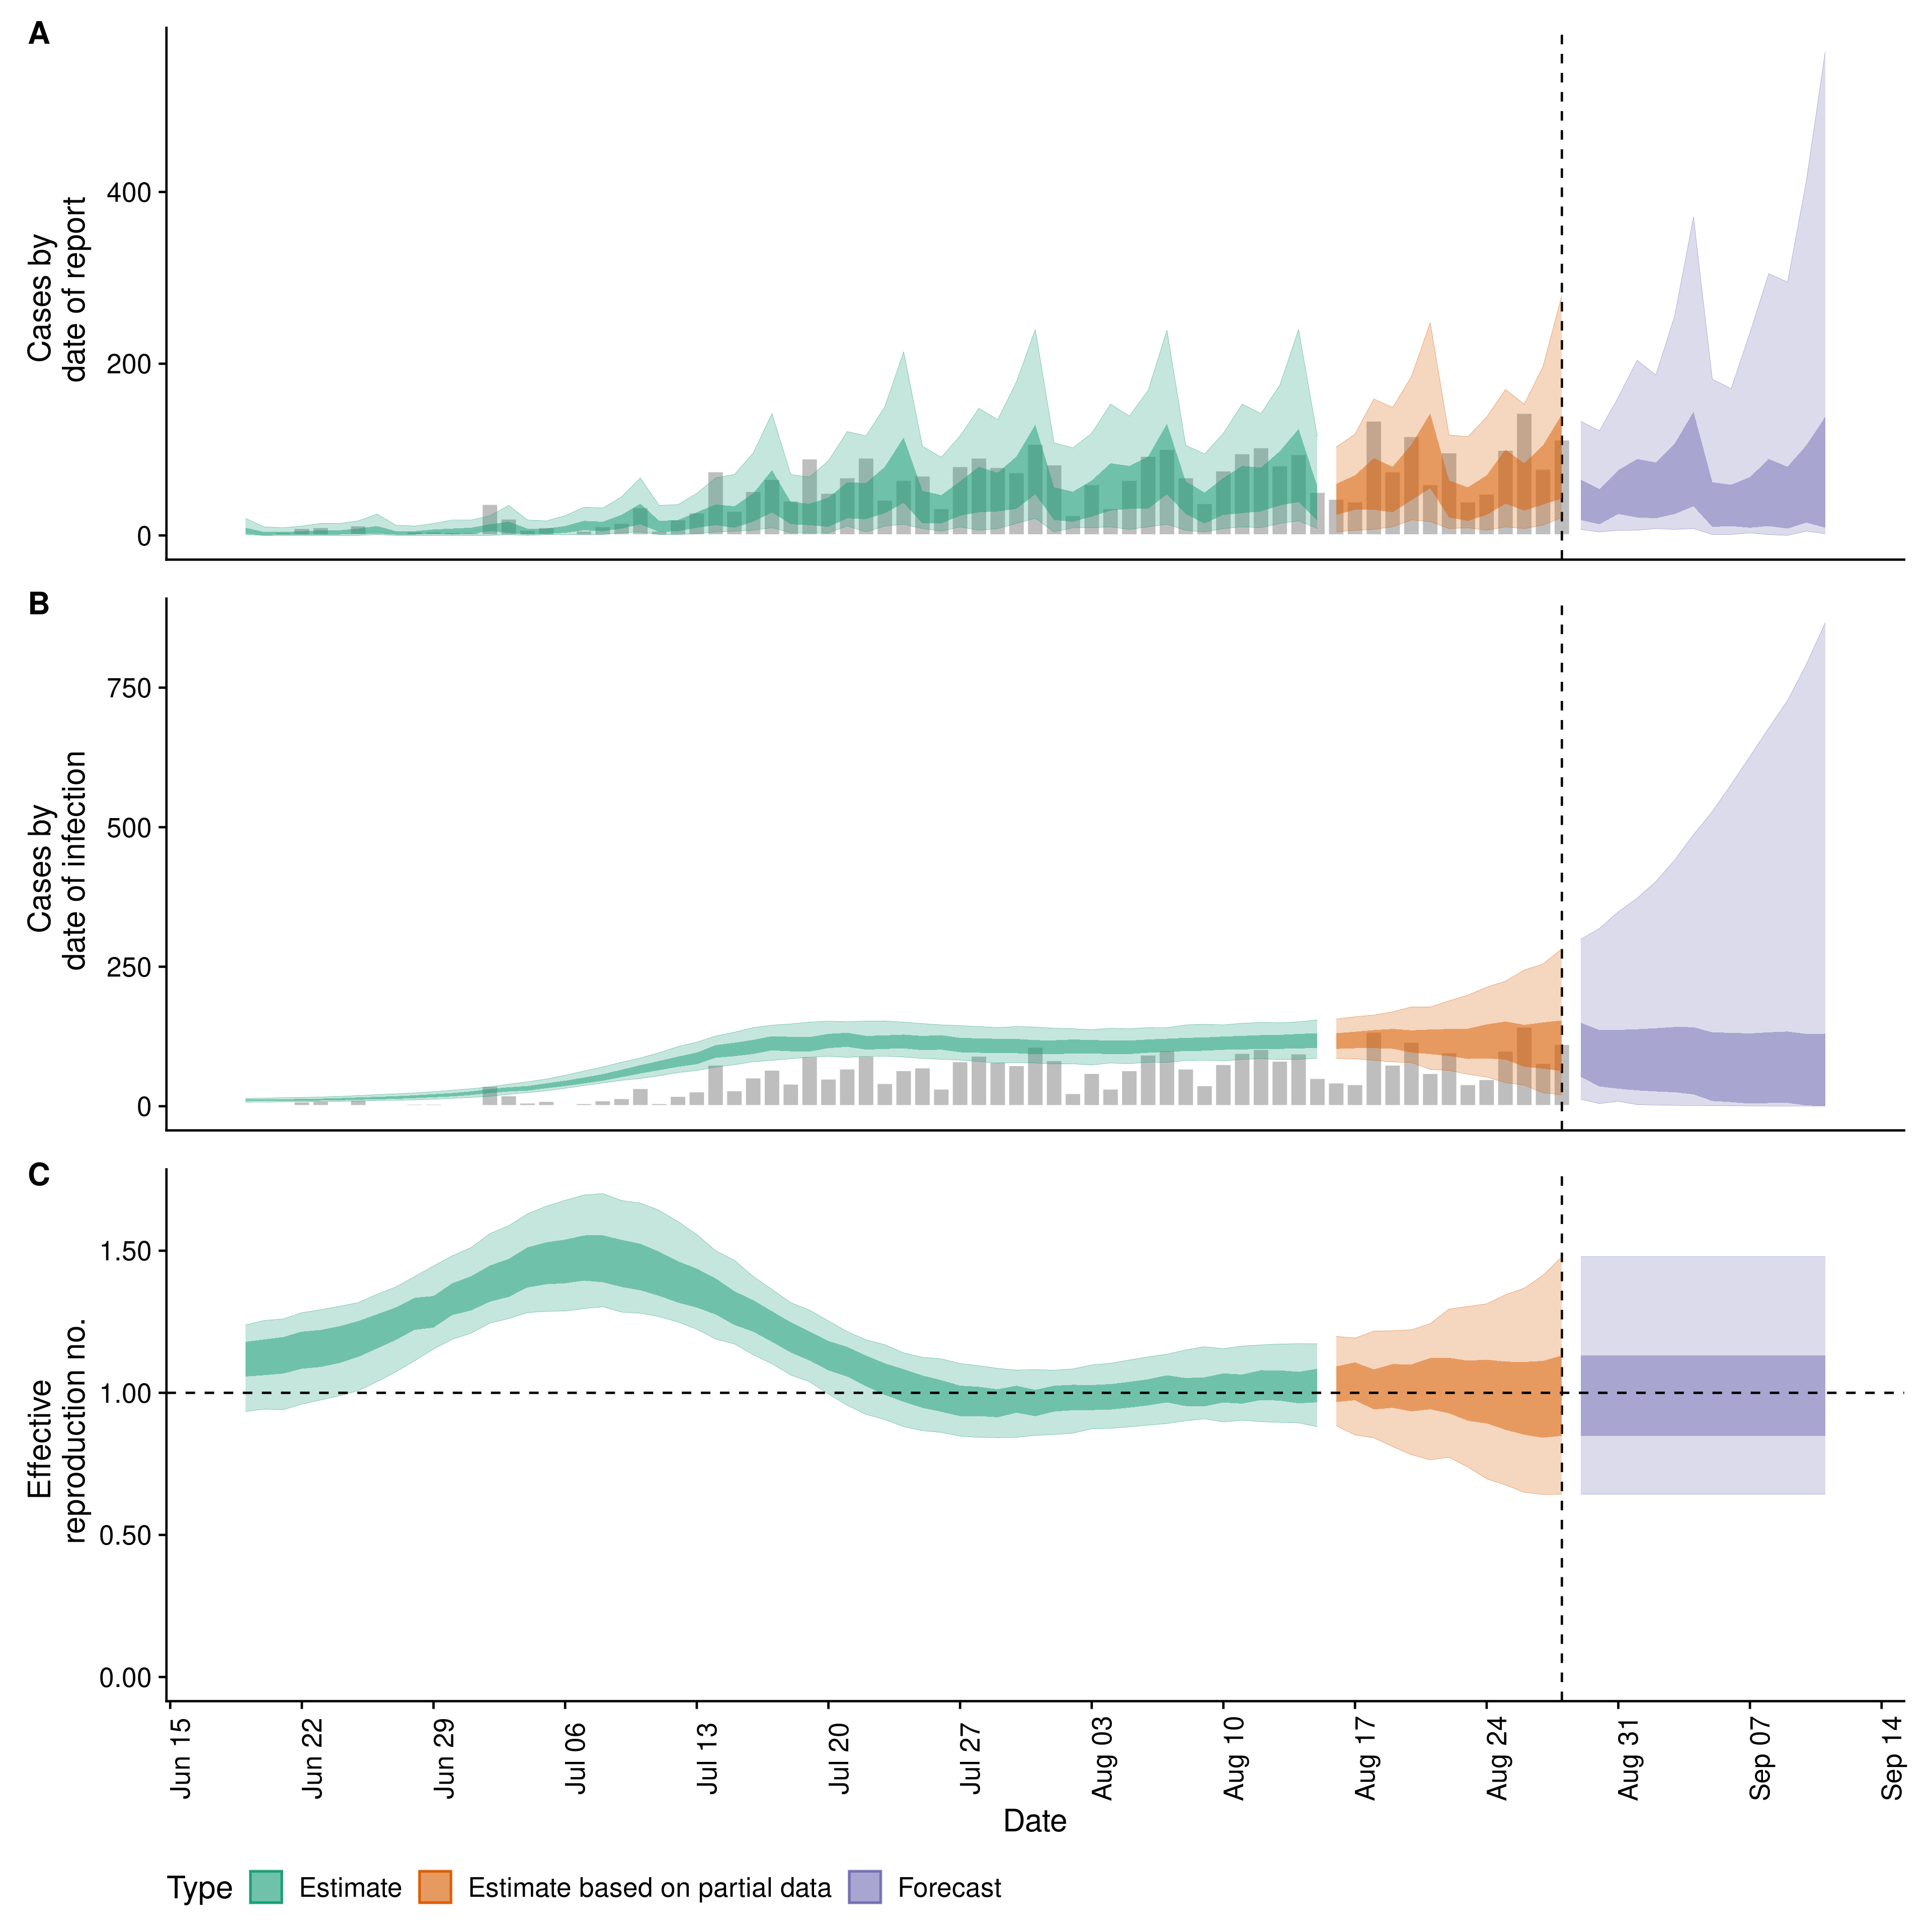 A
Cases by
date of report
400
200
0
B
Cases by
date of infection
750
500
250
0
C
Effective
reproduction no.
1.50
1.00
0.50
0.00
Jun 15
Jun 22
Jun 29
Jul 06
Jul 13
Jul 20
Jul 27
Aug 03
Aug 10
Aug 17
Aug 24
Aug 31
Sep 07
Sep 14
Date
Type Estimate Estimate based on partial data Forecast